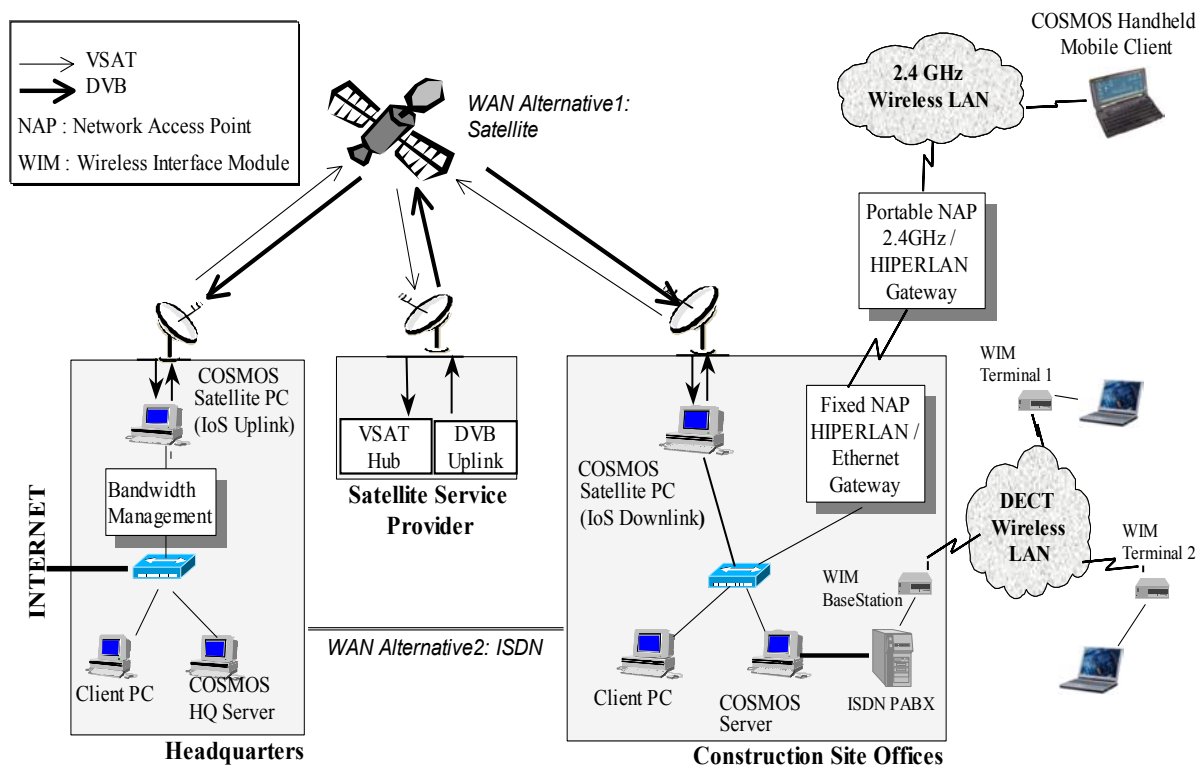 VSAT
DVB
NAP : Network Access Point
WIM : Wireless Interface Module
WAN Alternative1:
Satellite
COSMOS Handheld
Mobile Client
2.4 GHz
Wireless LAN
Portable NAP
2.4GHz /
HIPERLAN
Gateway
COSMOS
Satellite PC
(IoS Uplink)
Bandwidth
Management
INTERNET
Client PC
COSMOS
HQ Server
Headquarters
VSAT
Hub
DVB
Uplink
Satellite Service
Provider
WAN Alternative2: ISDN
COSMOS
Satellite PC
(IoS Downlink)
Fixed NAP
HIPERLAN /
Ethernet
Gateway
WIM
BaseStation
Client PC
COSMOS
Server
ISDN PABX
Construction Site Offices
WIM
Terminal 1
DECT
Wireless
LAN
WIM
Terminal 2